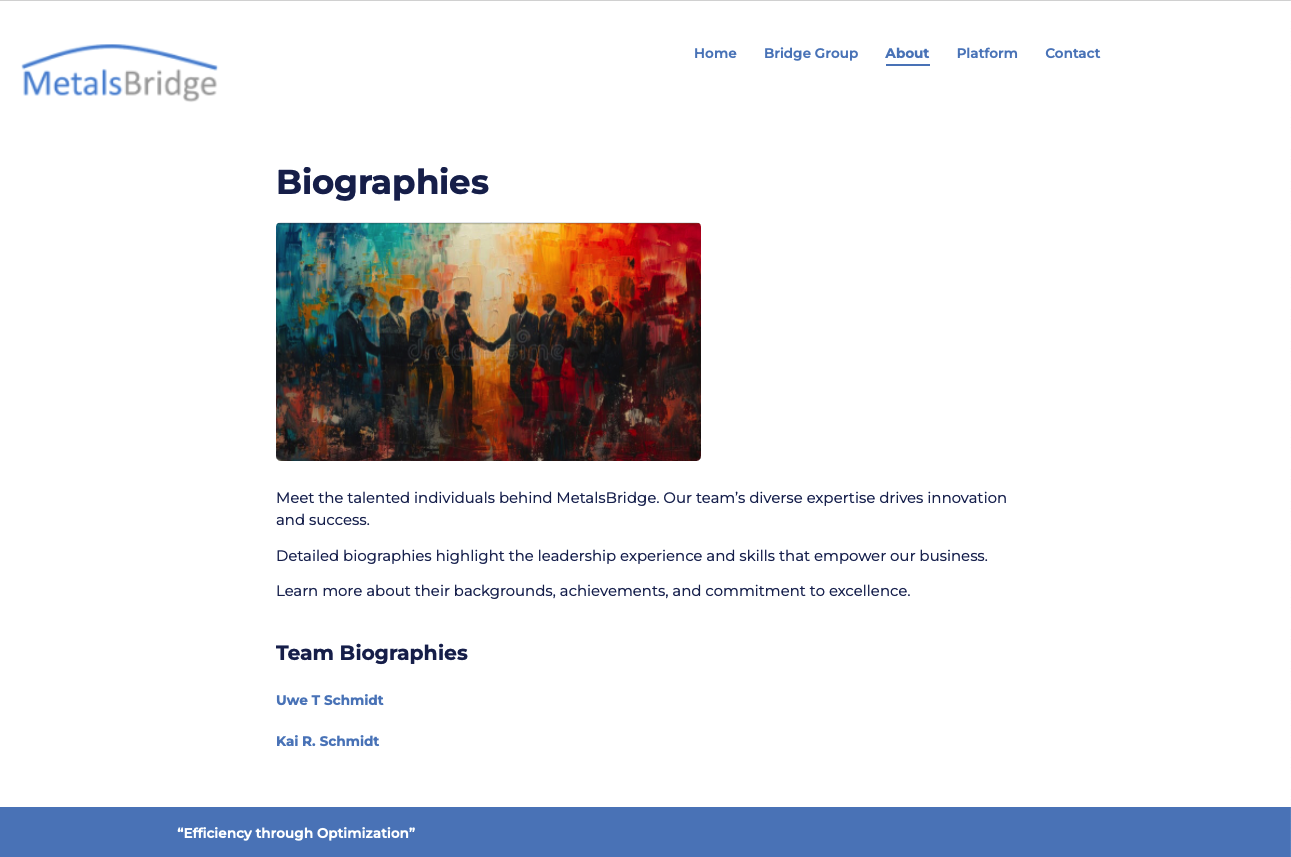 MetalsBridge
Home Bridge Group About Platform Contact
Biographies
dreamstime
Meet the talented individuals behind MetalsBridge. Our team’s diverse expertise drives innovation
and success.
Detailed biographies highlight the leadership experience and skills that empower our business.
Learn more about their backgrounds, achievements, and commitment to excellence.
Team Biographies
Uwe T Schmidt
Kai R. Schmidt
“Efficiency through Optimization”